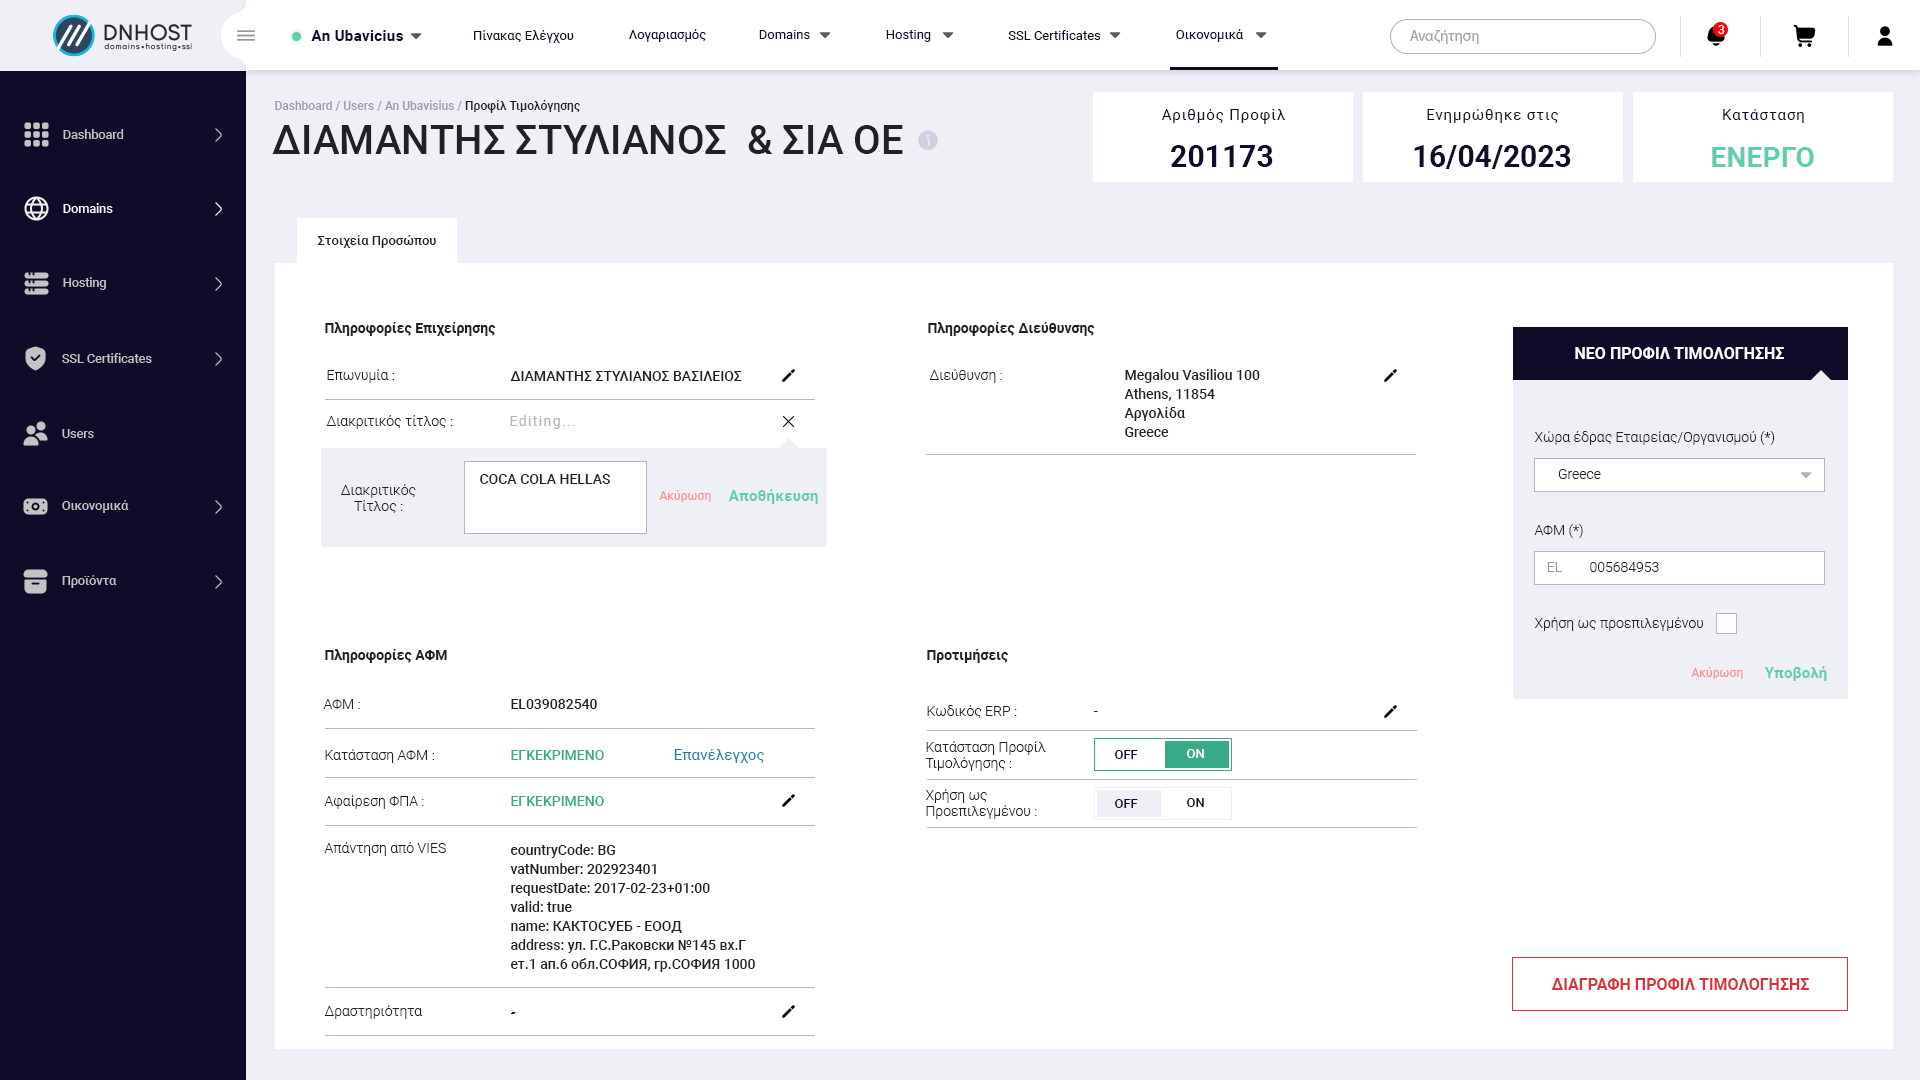 DNHOST
domains•hosting•ssl
An Ubavicius
Πίνακας Ελέγχου
Λογαριασμός
Domains
Hosting
SSL Certificates
Οικονομικά
Αναζήτηση
3
Dashboard
Domains
Hosting
SSL Certificates
Users
Οικονομικά
Προϊόντα
Dashboard / Users / An Ubavisius / Προφίλ Τιμολόγησης
ΔΙΑΜΑΝΤΗΣ ΣΤΥΛΙΑΝΟΣ & ΣΙΑ ΟΕ
Αριθμός Προφίλ
201173
Ενημρώθηκε στις
16/04/2023
Κατάσταση
ΕΝΕΡΓΟ
Στοιχεία Προσώπου
Πληροφορίες Επιχείρησης
Επωνυμία :
ΔΙΑΜΑΝΤΗΣ ΣΤΥΛΙΑΝΟΣ ΒΑΣΙΛΕΙΟΣ
Διακριτικός τίτλος :
Editing...
Διακριτικός
Τίτλος :
COCA COLA HELLAS
Ακύρωση
Αποθήκευση
Πληροφορίες Διεύθυνσης
Διεύθυνση :
Megalou Vasiliou 100
Athens, 11854
Αργολίδα
Greece
ΝΕΟ ΠΡΟΦΙΛ ΤΙΜΟΛΟΓΗΣΗΣ
Χώρα έδρας Εταιρείας/Οργανισμού (*)
Greece
ΑΦΜ (*)
EL
005684953
Χρήση ως προεπιλεγμένου
Ακύρωση
Υποβολή
Πληροφορίες ΑΦΜ
ΑΦΜ :
EL039082540
Κατάσταση ΑΦΜ :
ΕΓΚΕΚΡΙΜΕΝΟ
Επανέλεγχος
Αφαίρεση ΦΠΑ :
ΕΓΚΕΚΡΙΜΕΝΟ
Απάντηση από VIES
countryCode: BG
vatNumber: 202923401
requestDate: 2017-02-23+01:00
valid: true
name: КАКТОСУЕБ - ЕООД
address: ул. Г.С.Раковски №145 вх.Г
ет.1 ап.6 обл.СОФИЯ, гр.СОФИЯ 1000
Δραστηριότητα
-
Προτιμήσεις
Κωδικός ERP :
-
Κατάσταση Προφίλ
Τιμολόγησης :
OFF
ON
Χρήση ως
Προεπιλεγμένου :
OFF
ON
ΔΙΑΓΡΑΦΗ ΠΡΟΦΙΛ ΤΙΜΟΛΟΓΗΣΗΣ